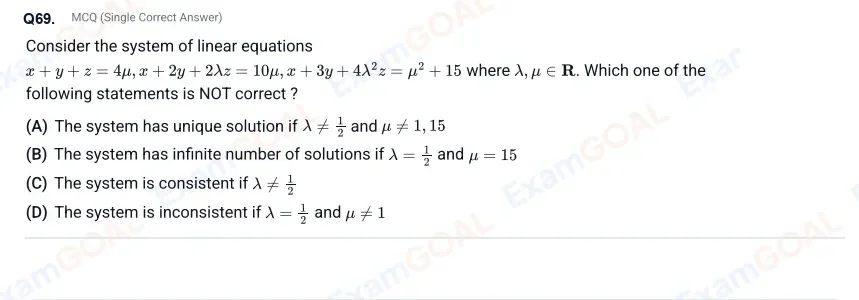 Q69. MCQ (Single Correct Answer)
Consider the system of linear equations
x + y + z = 4μ, x + 2y + 2λz = 10μ, x + 3y + 4λ²z = μ² + 15 where λ, μ ∈ R. Which one of the
following statements is NOT correct ?
(A) The system has unique solution if λ ≠ 1/2 and μ ≠ 1, 15
(B) The system has infinite number of solutions if λ = 1/2 and μ = 15
(C) The system is consistent if λ ≠ 1/2
(D) The system is inconsistent if λ = 1/2 and μ ≠ 1
ExamGOAL